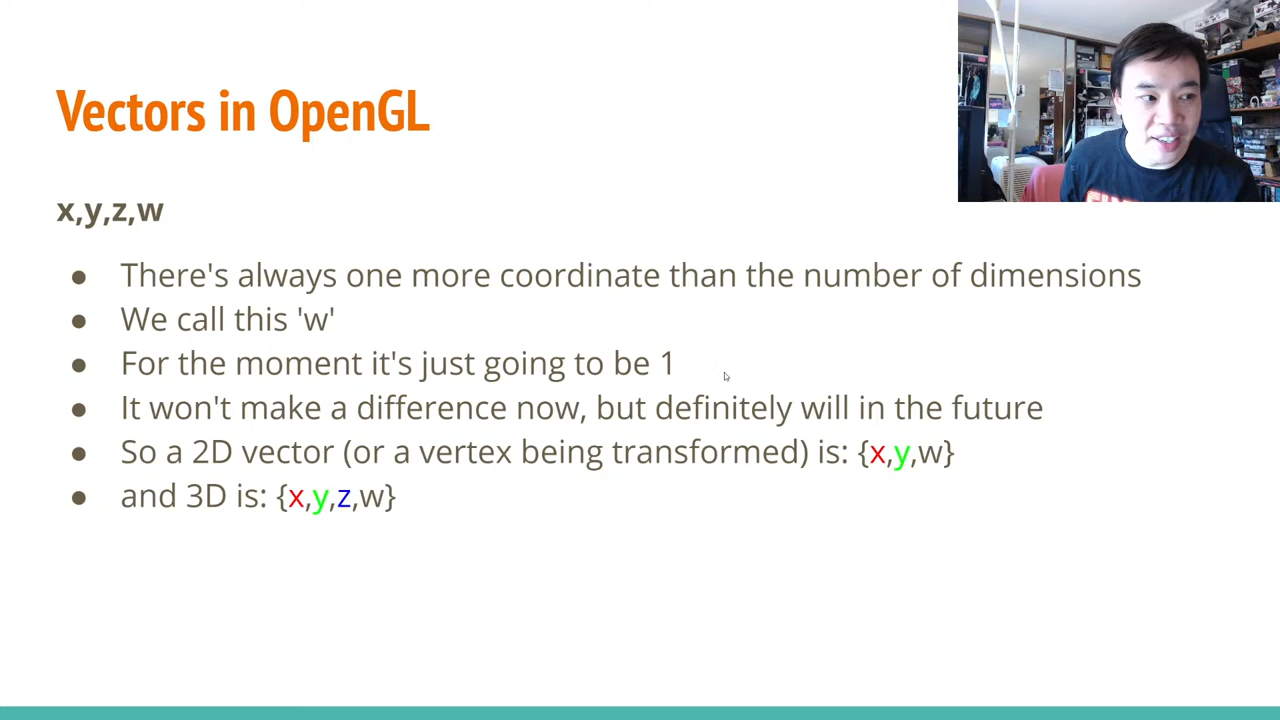 Vectors in OpenGL
x,y,z,w
● There's always one more coordinate than the number of dimensions
● We call this 'w'
● For the moment it's just going to be 1
● It won't make a difference now, but definitely will in the future
● So a 2D vector (or a vertex being transformed) is: {x,y,w}
● and 3D is: {x,y,z,w}